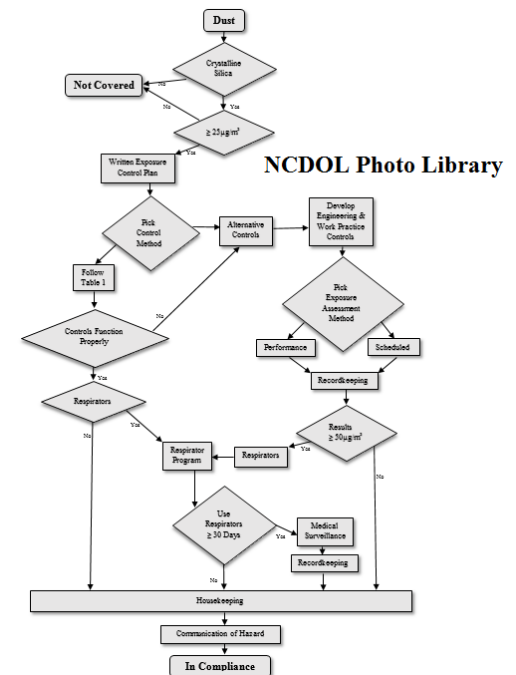 Dust
Crystalline
Silica
No
Not Covered
Yes
No
≥ 25µg/m³
Yes
Written Exposure
Control Plan
NCDOL Photo Library
Pick
Control
Method
Alternative
Controls
Develop
Engineering &
Work Practice
Controls
Follow
Table 1
Pick
Exposure
Assessment
Method
No
Controls Function
Properly
Performance
Scheduled
Yes
Recordkeeping
Respirators
Yes
No
Results
≥ 50µg/m³
Yes
Respirator
Program
Respirators
No
Use
Respirators
≥ 30 Days
Yes
Medical
Surveillance
Recordkeeping
No
Housekeeping
Communication of Hazard
In Compliance